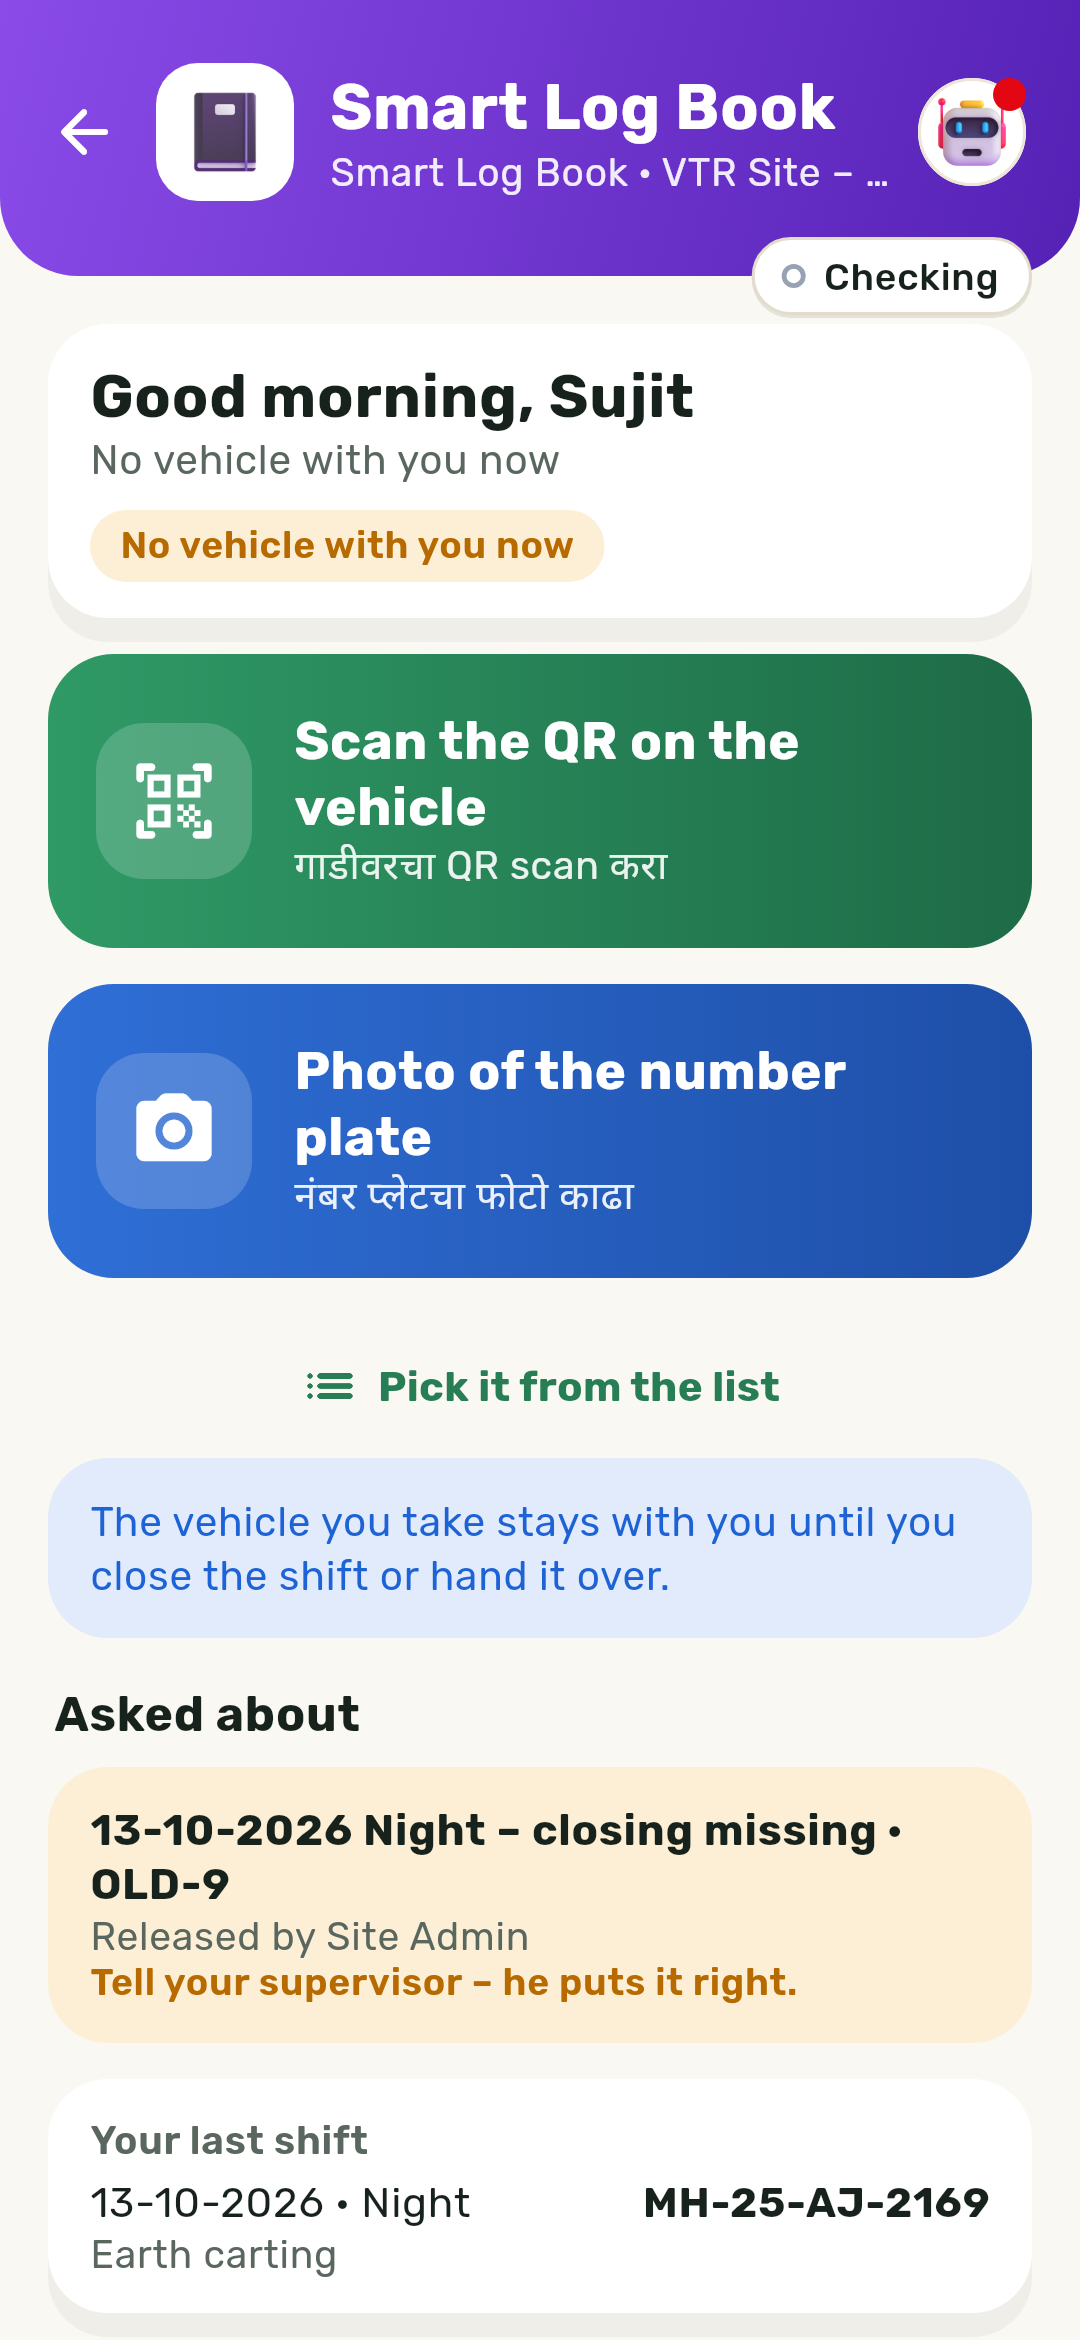 Smart Log Book
Smart Log Book • VTR Site – ...
Checking
Good morning, Sujit
No vehicle with you now
No vehicle with you now
Scan the QR on the
vehicle
गाडीवरचा QR scan करा
Photo of the number
plate
नंबर प्लेटचा फोटो काढा
Pick it from the list
The vehicle you take stays with you until you
close the shift or hand it over.
Asked about
13-10-2026 Night – closing missing •
OLD-9
Released by Site Admin
Tell your supervisor – he puts it right.
Your last shift
13-10-2026 • Night MH-25-AJ-2169
Earth carting